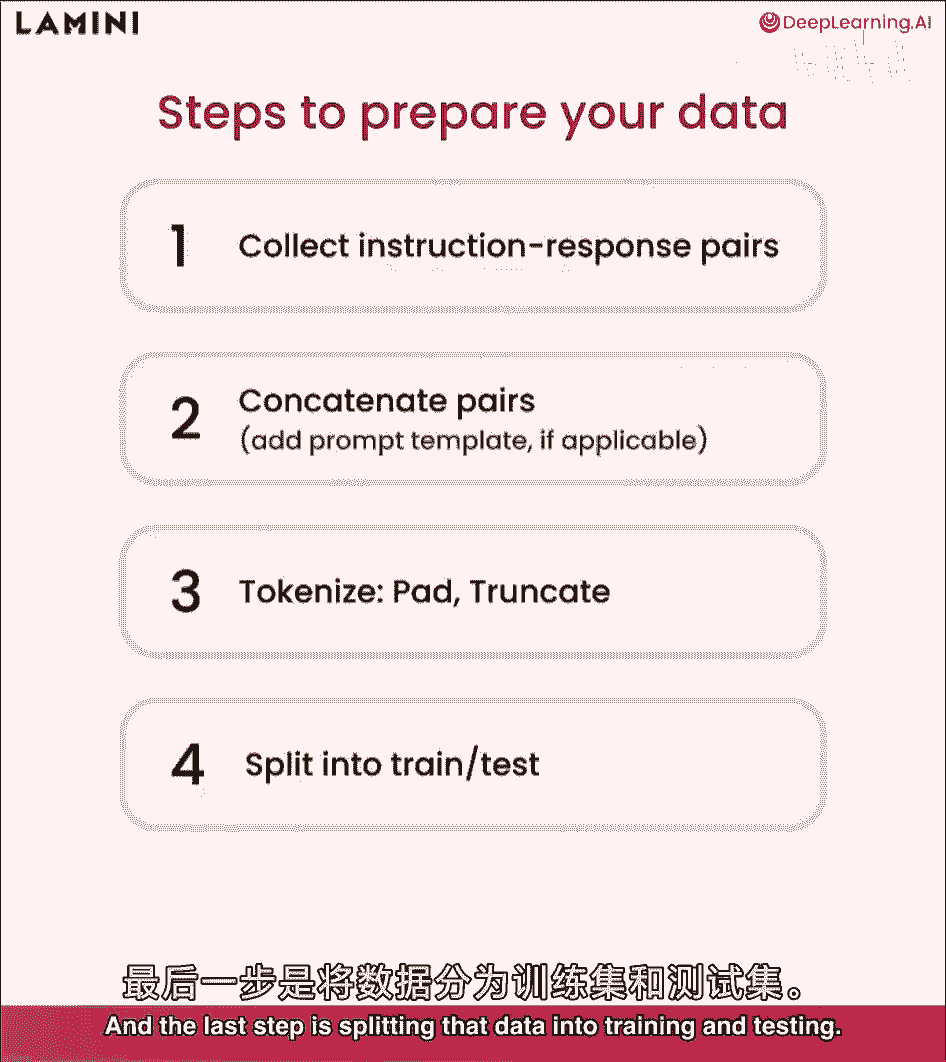 LAMINI
DeepLearning.AI
Steps to prepare your data
1
Collect instruction-response pairs
2
Concatenate pairs
(add prompt template, if applicable)
3
Tokenize: Pad, Truncate
4
Split into train/test
最后一步是将数据分为训练集和测试集。
And the last step is splitting that data into training and testing.